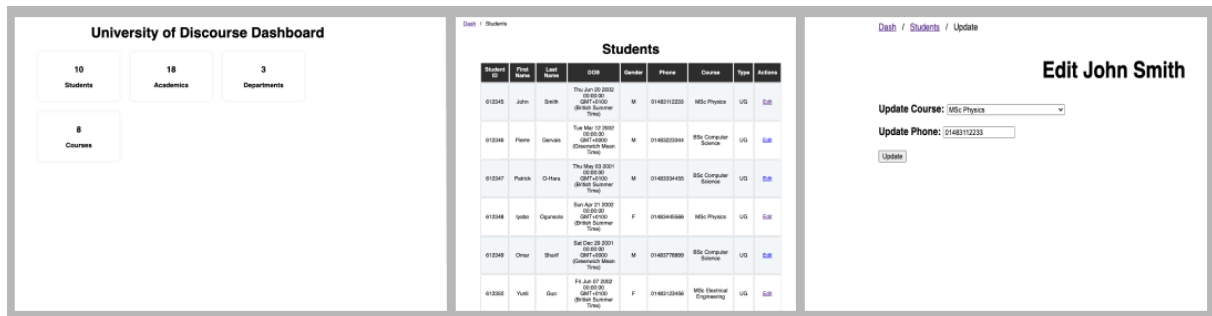 University of Discourse Dashboard
10
Students
18
Academics
3
Departments
8
Courses
Dash / Students
Students
Student ID First Name Last Name DOB Gender Phone Course Type Actions
612345 John Smith Thu Jun 20 2002 00:00:00 GMT+0100 (British Summer Time) M 01483112233 MSc Physics UG Edit
612346 Pierre Gervais Tue Mar 12 2002 00:00:00 GMT+0000 (Greenwich Mean Time) M 01483223344 BSc Computer Science UG Edit
612347 Patrick O-Hara Thu May 03 2001 00:00:00 GMT+0100 (British Summer Time) M 01483334455 BSc Computer Science UG Edit
612348 Iyabo Ogunsola Sun Apr 21 2002 00:00:00 GMT+0100 (British Summer Time) F 01483445566 MSc Physics UG Edit
612349 Omar Sharif Sat Dec 29 2001 00:00:00 GMT+0000 (Greenwich Mean Time) M 01483778899 BSc Computer Science UG Edit
612350 Yunli Guo Fri Jun 07 2002 00:00:00 GMT+0100 (British Summer Time) F 01483123456 MSc Electrical Engineering UG Edit
Dash / Students / Update
Edit John Smith
Update Course: MSc Physics
Update Phone: 01483112233
Update